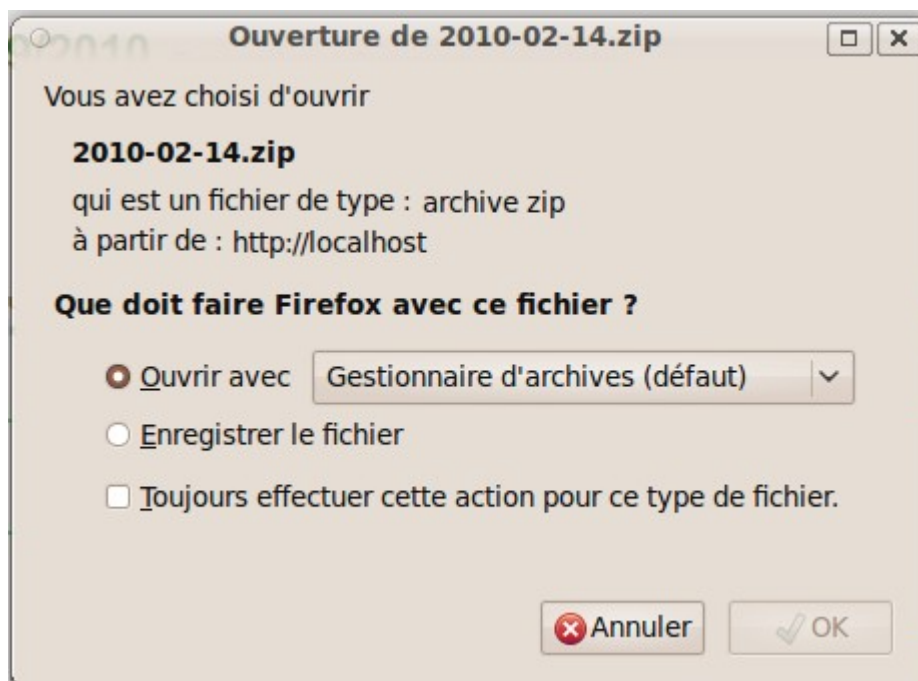 Ouverture de 2010-02-14.zip
9/2010 -
Vous avez choisi d'ouvrir
2010-02-14.zip
qui est un fichier de type : archive zip
à partir de : http://localhost
Que doit faire Firefox avec ce fichier ?
Ouvrir avec Gestionnaire d'archives (défaut)
Enregistrer le fichier
Toujours effectuer cette action pour ce type de fichier.
Annuler OK